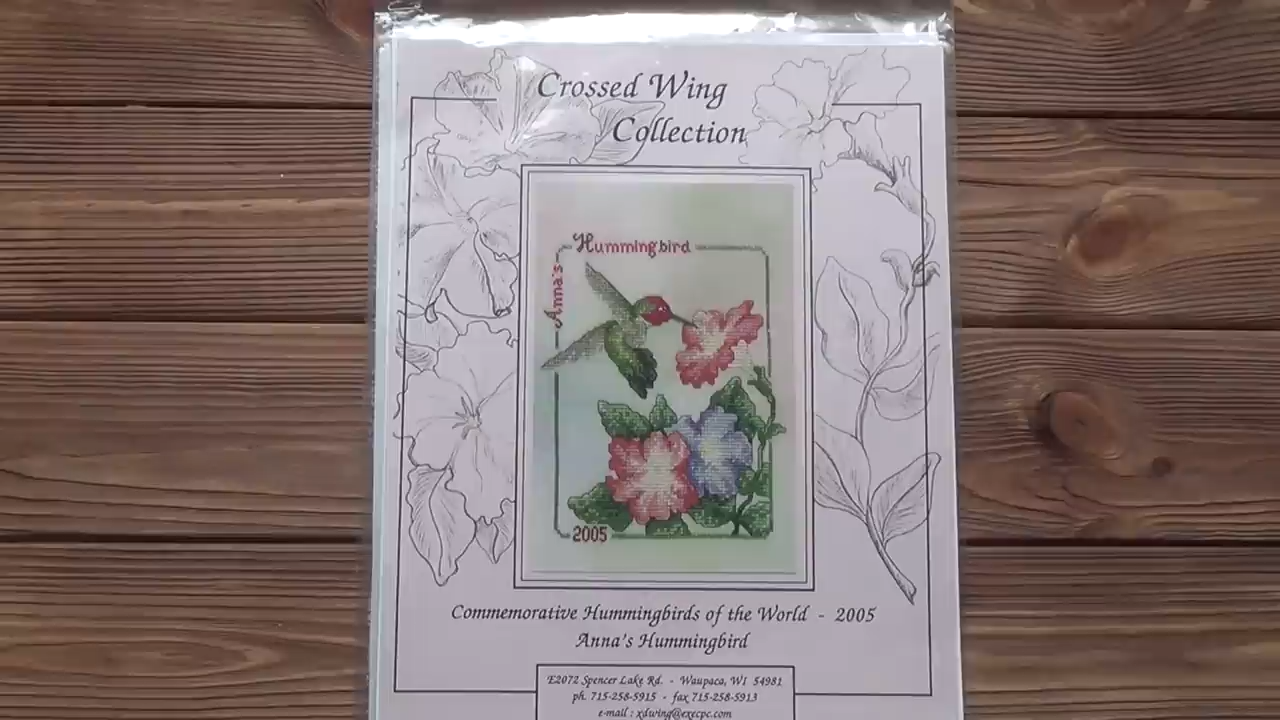 Crossed Wing
Collection
Hummingbird
Anna's
2005
Commemorative Hummingbirds of the World - 2005
Anna's Hummingbird
E2072 Spencer Lake Rd. - Waupaca, WI 54981
ph. 715-258-5915 - fax 715-258-5913
e-mail : xdwing@execpc.com